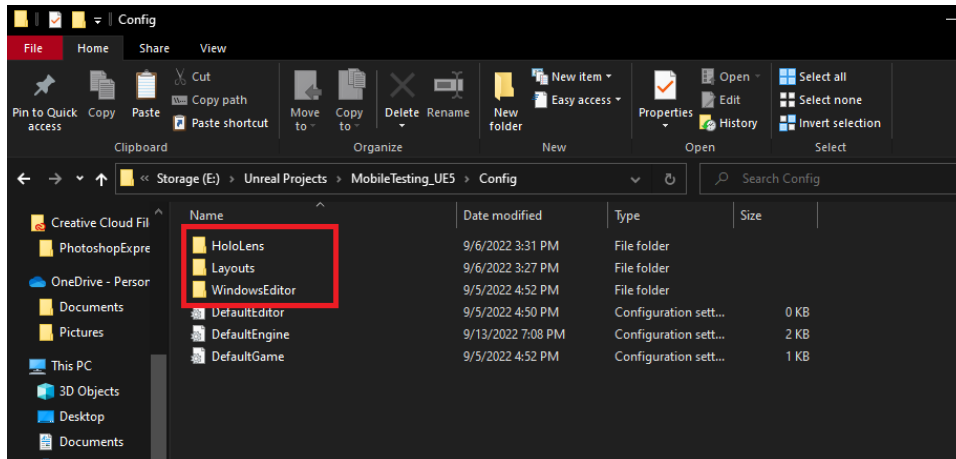 Config
File Home Share View
Pin to Quick access
Copy
Paste
Cut
Copy path
Paste shortcut
Clipboard
Move to
Copy to
Delete
Rename
Organize
New folder
New item
Easy access
New
Properties
Open
Edit
History
Open
Select all
Select none
Invert selection
Select
« Storage (E:) > Unreal Projects > MobileTesting_UE5 > Config
Search Config
Creative Cloud Fil
PhotoshopExpre
OneDrive - Person
Documents
Pictures
This PC
3D Objects
Desktop
Documents
Name Date modified Type Size
HoloLens 9/6/2022 3:31 PM File folder
Layouts 9/6/2022 3:27 PM File folder
WindowsEditor 9/5/2022 4:52 PM File folder
DefaultEditor 9/5/2022 4:50 PM Configuration sett... 0 KB
DefaultEngine 9/13/2022 7:08 PM Configuration sett... 2 KB
DefaultGame 9/5/2022 4:52 PM Configuration sett... 1 KB